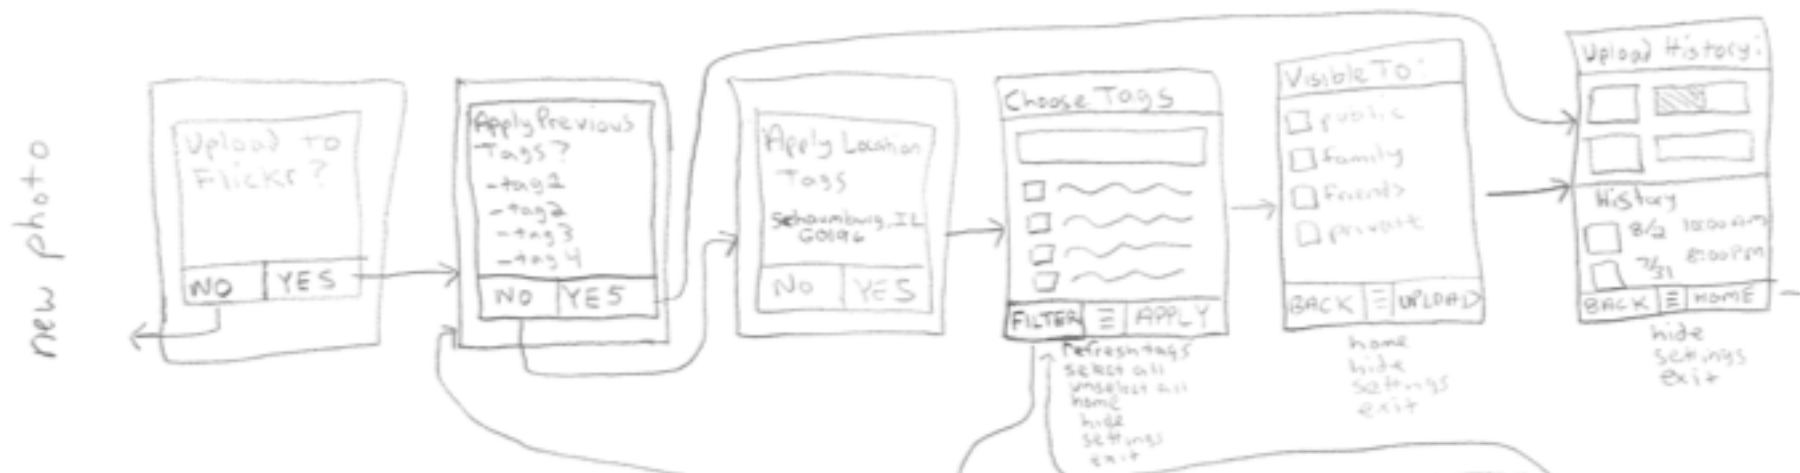 new photo
Upload to
Flickr?
NO YES
Apply Previous
Tags?
-tag1
-tag2
-tag3
-tag4
NO YES
Apply Location
Tags
Schaumburg, IL
60196
No YES
Choose Tags
FILTER APPLY
refresh tags
select all
unselect all
home
hide
settings
exit
Visible To:
public
family
friends
private
BACK UPLOAD
home
hide
settings
exit
Upload History:
History
8/2 10:00 AM
7/31 8:00 PM
BACK HOME
hide
settings
exit